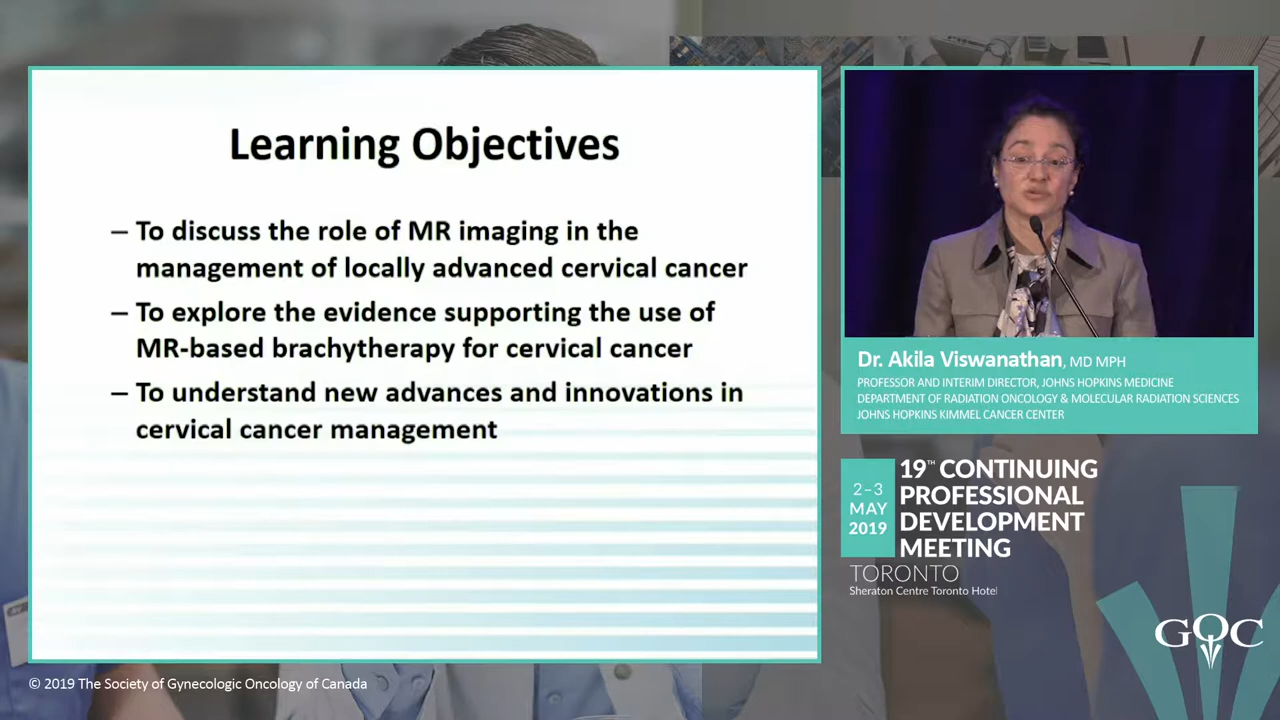 Learning Objectives
– To discuss the role of MR imaging in the
management of locally advanced cervical cancer
– To explore the evidence supporting the use of
MR-based brachytherapy for cervical cancer
– To understand new advances and innovations in
cervical cancer management
Dr. Akila Viswanathan, MD MPH
PROFESSOR AND INTERIM DIRECTOR, JOHNS HOPKINS MEDICINE
DEPARTMENT OF RADIATION ONCOLOGY & MOLECULAR RADIATION SCIENCES
JOHNS HOPKINS KIMMEL CANCER CENTER
2–3
MAY
2019
19™ CONTINUING
PROFESSIONAL
DEVELOPMENT
MEETING
TORONTO
Sheraton Centre Toronto Hotel
GOC
© 2019 The Society of Gynecologic Oncology of Canada